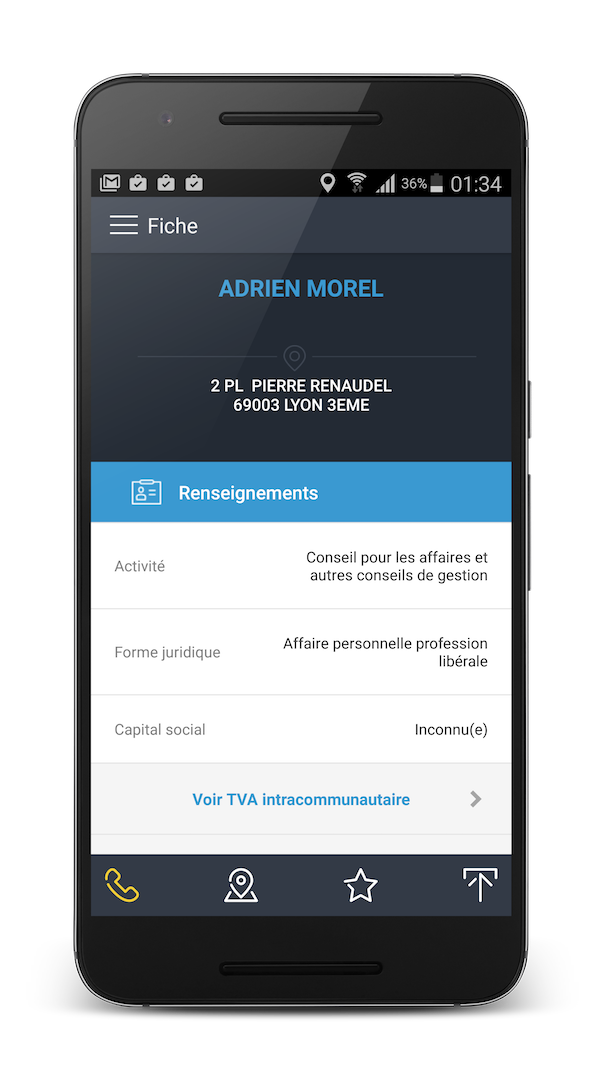 36% 01:34
Fiche
ADRIEN MOREL
2 PL  PIERRE RENAUDEL
69003 LYON 3EME
Renseignements
Activité
Conseil pour les affaires et
autres conseils de gestion
Forme juridique
Affaire personnelle profession
libérale
Capital social
Inconnu(e)
Voir TVA intracommunautaire